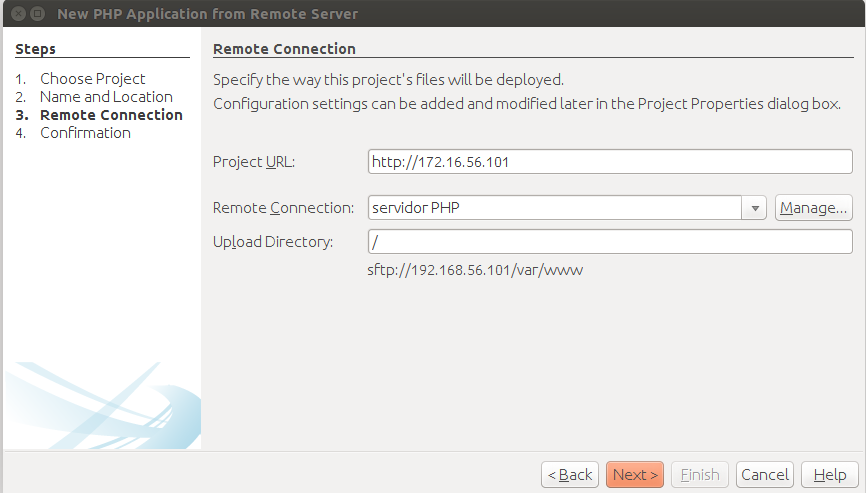 New PHP Application from Remote Server
Steps
1. Choose Project
2. Name and Location
3. Remote Connection
4. Confirmation
Remote Connection
Specify the way this project's files will be deployed.
Configuration settings can be added and modified later in the Project Properties dialog box.
Project URL: http://172.16.56.101
Remote Connection: servidor PHP Manage...
Upload Directory: /
sftp://192.168.56.101/var/www
< Back Next > Finish Cancel Help